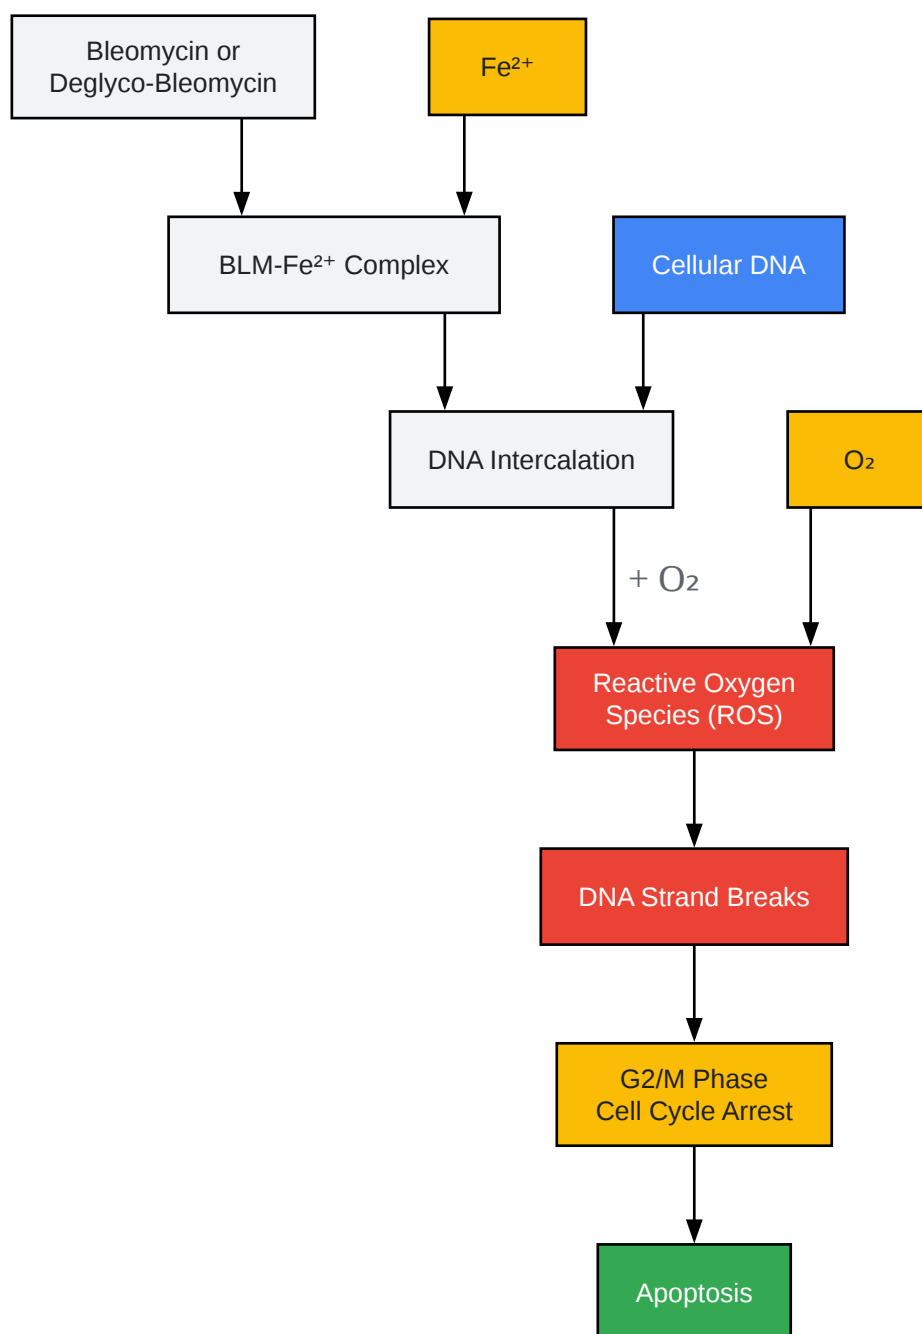 Bleomycin or
Deglyco-Bleomycin
Fe²⁺
BLM-Fe²⁺ Complex
Cellular DNA
DNA Intercalation
O₂
+ O₂
Reactive Oxygen
Species (ROS)
DNA Strand Breaks
G2/M Phase
Cell Cycle Arrest
Apoptosis